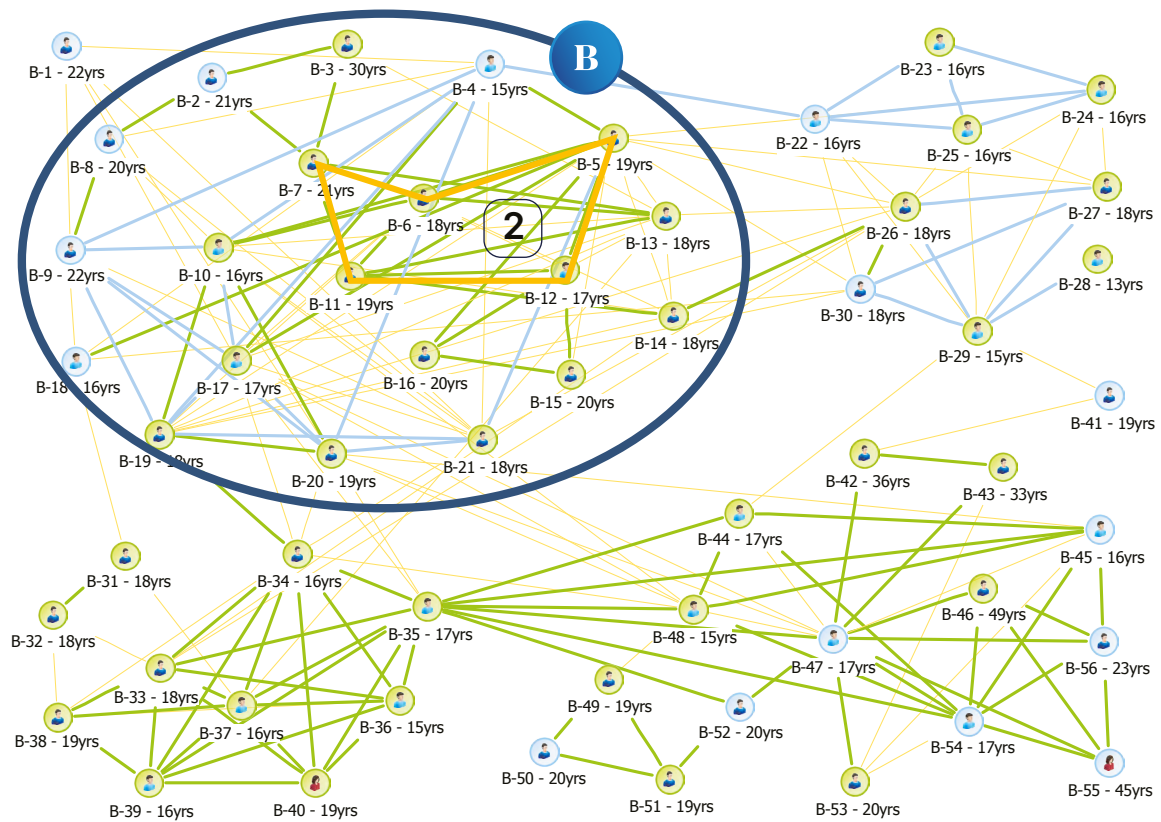 B
B-1 - 22yrs
B-2 - 21yrs
B-3 - 30yrs
B-4 - 15yrs
B-5 - 19yrs
B-6 - 18yrs
B-7 - 21yrs
B-8 - 20yrs
B-9 - 22yrs
B-10 - 16yrs
B-11 - 19yrs
B-12 - 17yrs
B-13 - 18yrs
B-14 - 18yrs
B-15 - 20yrs
B-16 - 20yrs
B-17 - 17yrs
B-18 - 16yrs
B-19 - 18yrs
B-20 - 19yrs
B-21 - 18yrs
2
B-22 - 16yrs
B-23 - 16yrs
B-24 - 16yrs
B-25 - 16yrs
B-26 - 18yrs
B-27 - 18yrs
B-28 - 13yrs
B-29 - 15yrs
B-30 - 18yrs
B-31 - 18yrs
B-32 - 18yrs
B-33 - 18yrs
B-34 - 16yrs
B-35 - 17yrs
B-36 - 15yrs
B-37 - 16yrs
B-38 - 19yrs
B-39 - 16yrs
B-40 - 19yrs
B-41 - 19yrs
B-42 - 36yrs
B-43 - 33yrs
B-44 - 17yrs
B-45 - 16yrs
B-46 - 49yrs
B-47 - 17yrs
B-48 - 15yrs
B-49 - 19yrs
B-50 - 20yrs
B-51 - 19yrs
B-52 - 20yrs
B-53 - 20yrs
B-54 - 17yrs
B-55 - 45yrs
B-56 - 23yrs